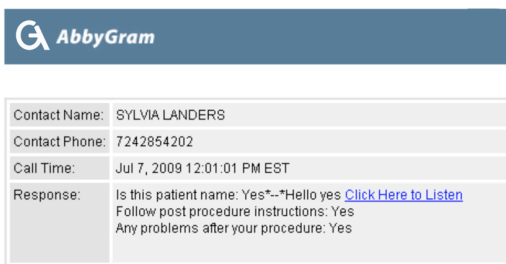 GA AbbyGram
Contact Name: SYLVIA LANDERS
Contact Phone: 7242854202
Call Time: Jul 7, 2009 12:01:01 PM EST
Response: Is this patient name: Yes*--*Hello yes Click Here to Listen
Follow post procedure instructions: Yes
Any problems after your procedure: Yes